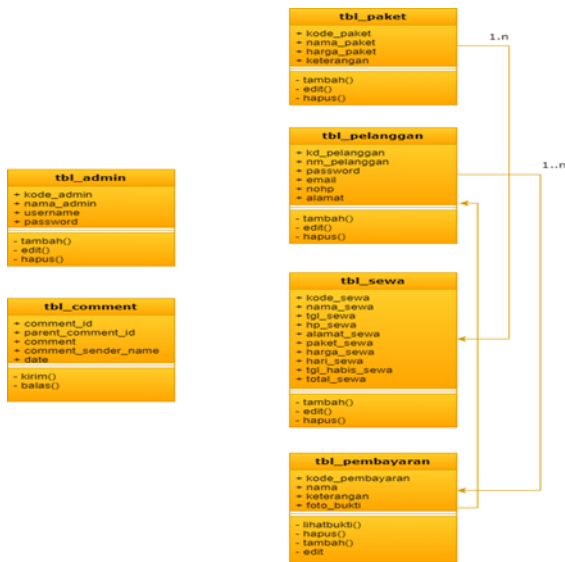 tbl_paket
+ kode_paket
+ nama_paket
+ harga_paket
+ keterangan
- tambah()
- edit()
- hapus()
1.n
tbl_pelanggan
+ kd_pelanggan
+ nm_pelanggan
+ password
+ email
+ nohp
+ alamat
- tambah()
- edit()
- hapus()
1..n
tbl_admin
+ kode_admin
+ nama_admin
+ username
+ password
- tambah()
- edit()
- hapus()
tbl_comment
+ comment_id
+ parent_comment_id
+ comment
+ comment_sender_name
+ date
- kirim()
- balas()
tbl_sewa
+ kode_sewa
+ nama_sewa
+ tgl_sewa
+ hp_sewa
+ alamat_sewa
+ paket_sewa
+ harga_sewa
+ hari_sewa
+ tgl_habis_sewa
+ total_sewa
- tambah()
- edit()
- hapus()
tbl_pembayaran
+ kode_pembayaran
+ nama
+ keterangan
+ foto_bukti
- lihatbukti()
- hapus()
- tambah()
- edit